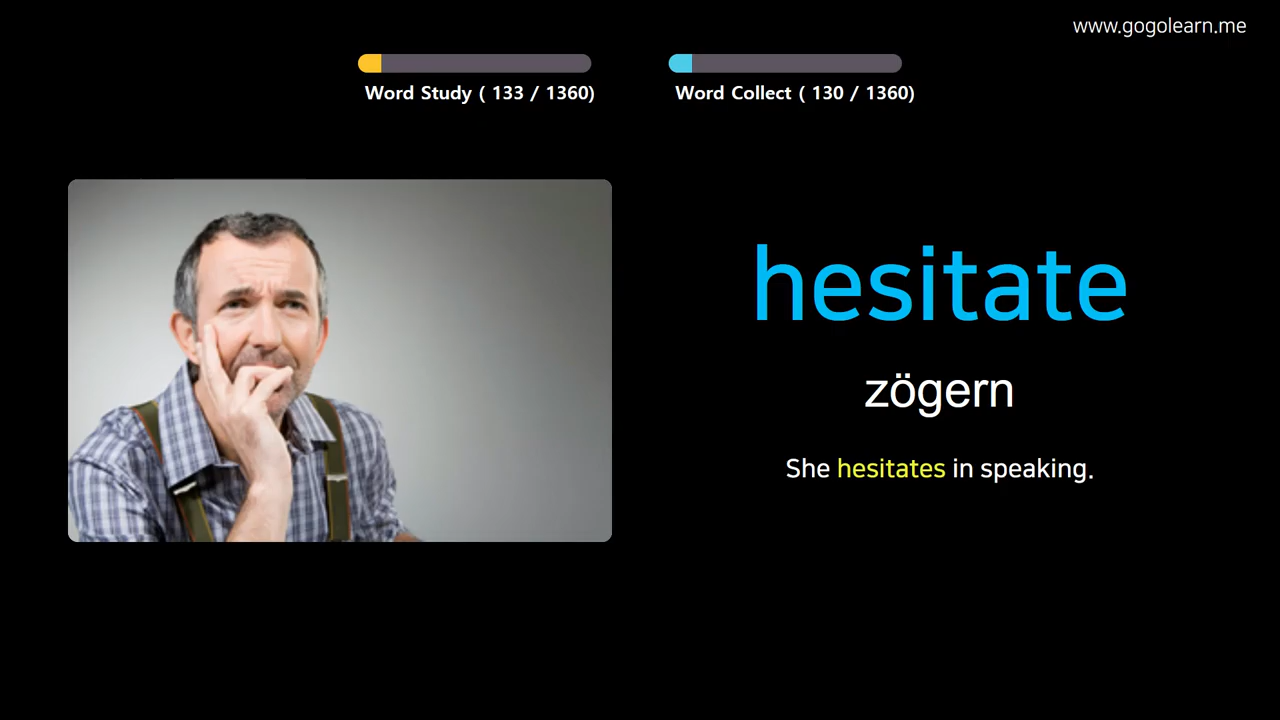 www.gogolearn.me
Word Study ( 133 / 1360)
Word Collect ( 130 / 1360)
hesitate
zögern
She hesitates in speaking.